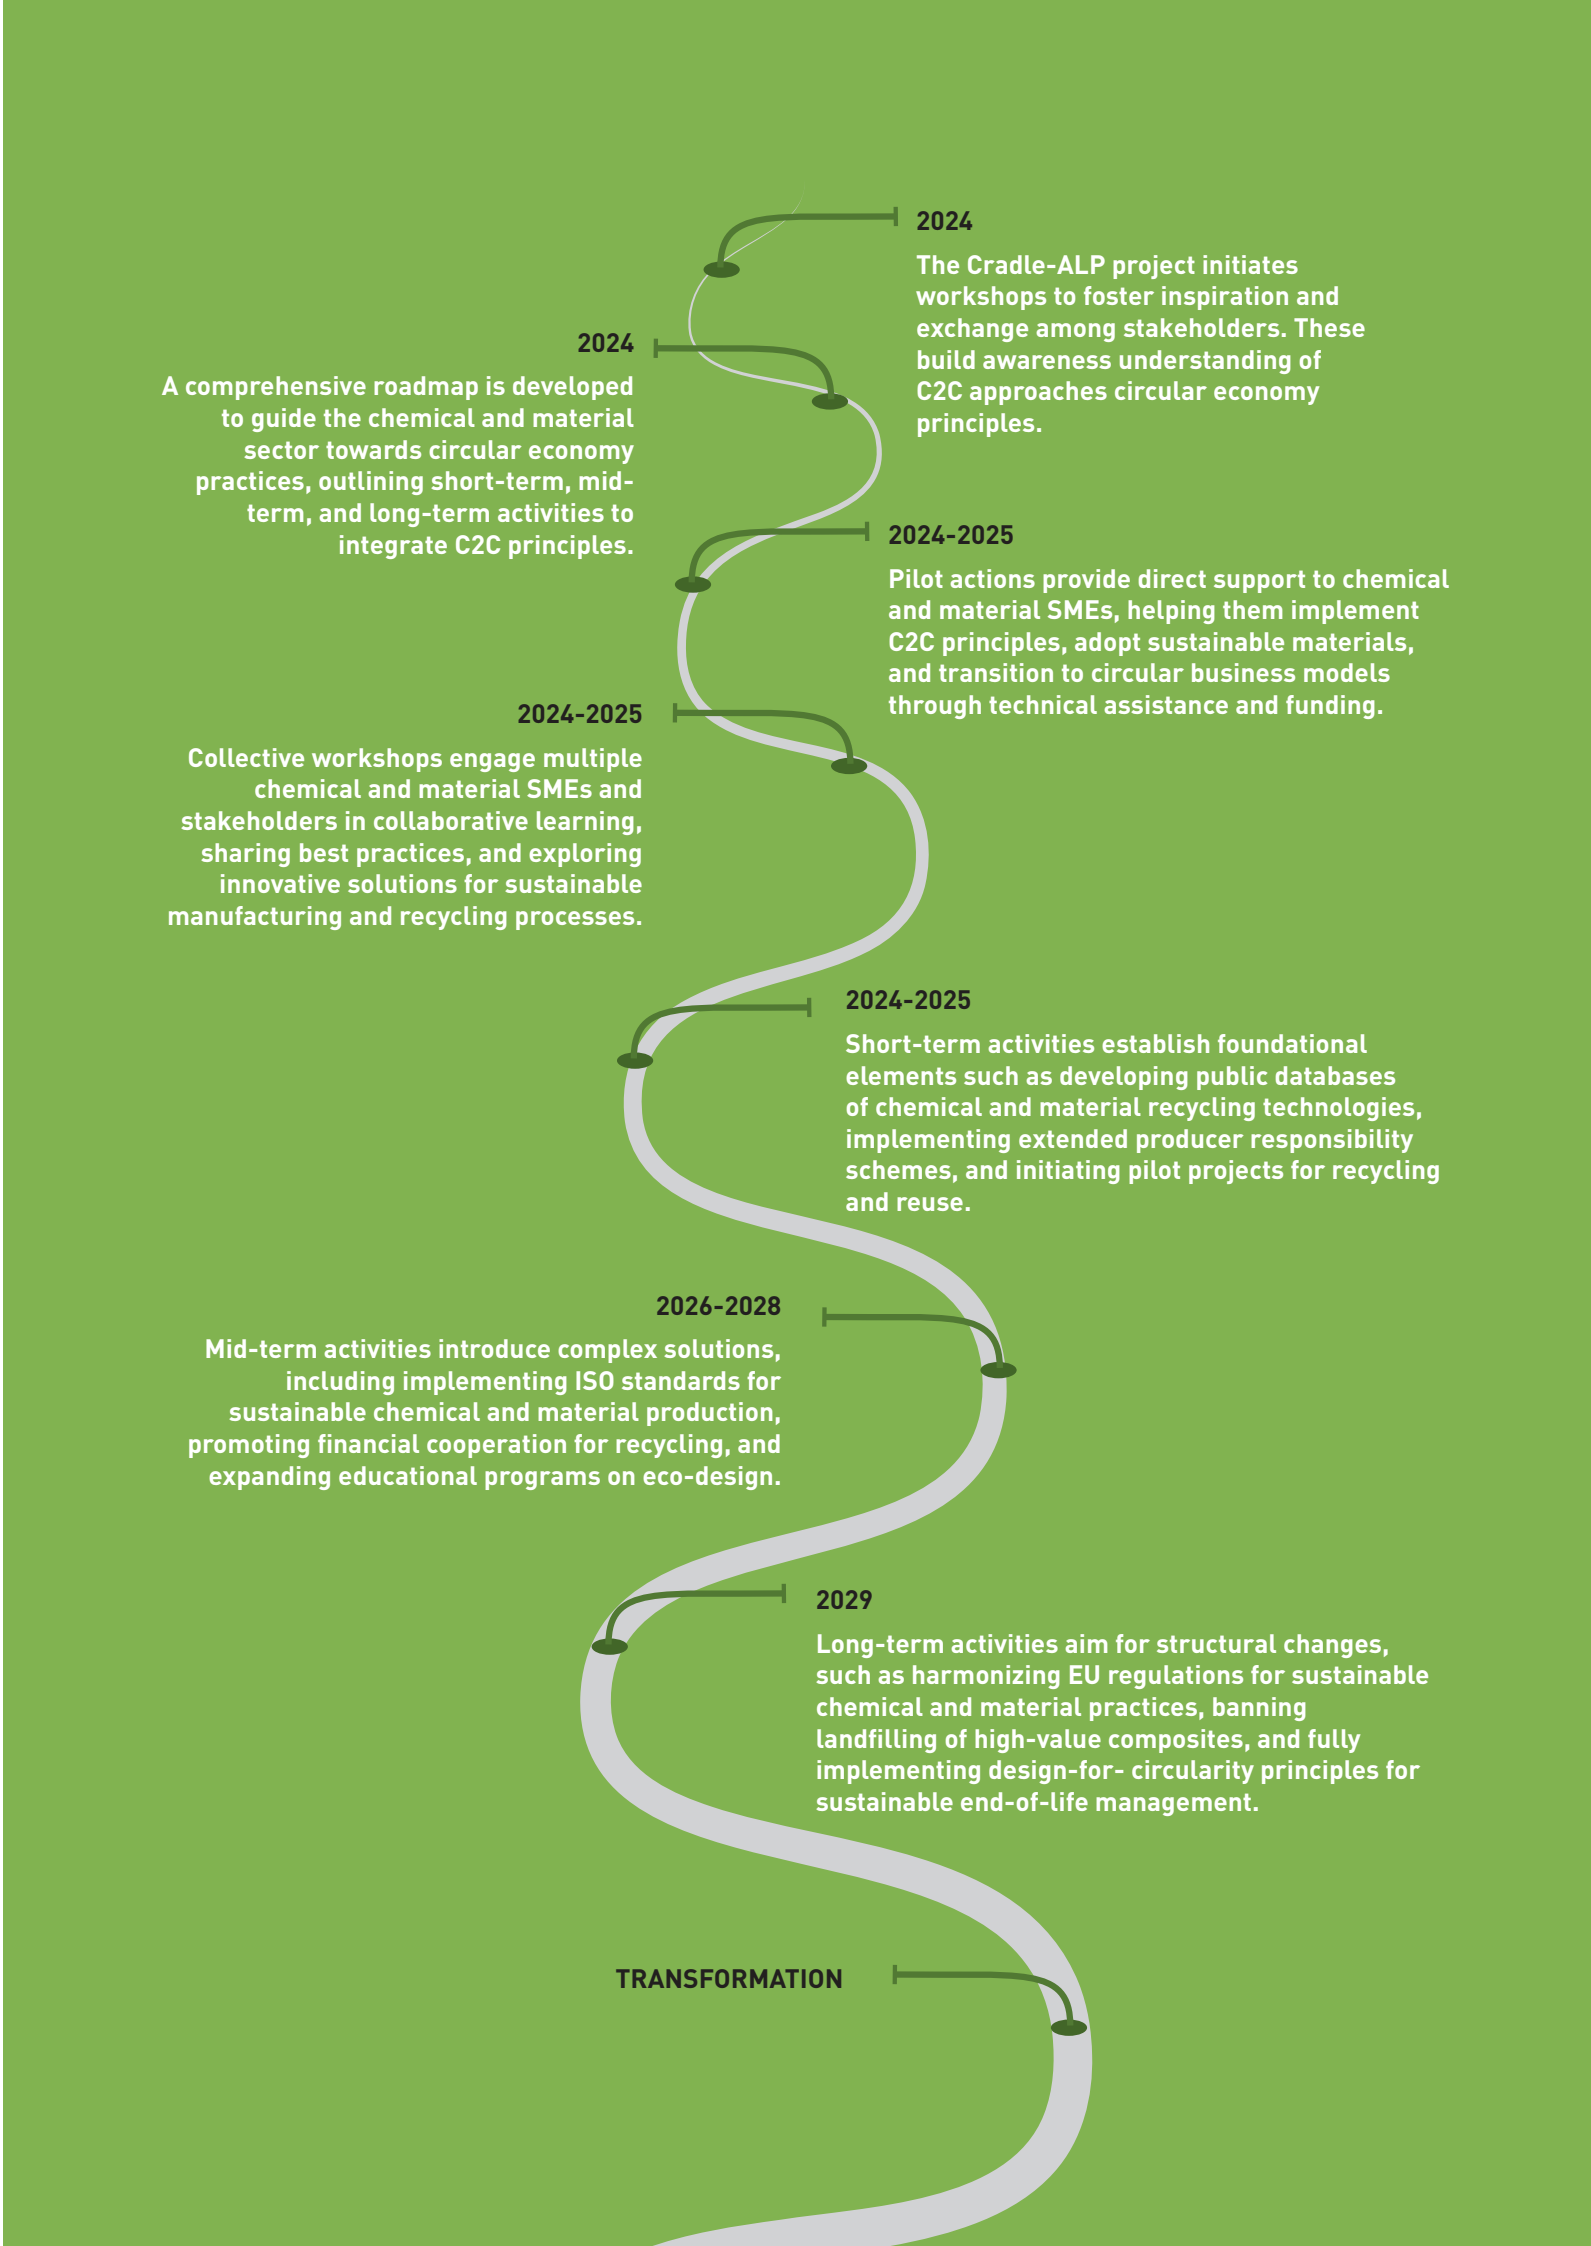 2024
The Cradle-ALP project initiates
workshops to foster inspiration and
exchange among stakeholders. These
build awareness understanding of
C2C approaches circular economy
principles.
2024
A comprehensive roadmap is developed
to guide the chemical and material
sector towards circular economy
practices, outlining short-term, mid-
term, and long-term activities to
integrate C2C principles.
2024-2025
Pilot actions provide direct support to chemical
and material SMEs, helping them implement
C2C principles, adopt sustainable materials,
and transition to circular business models
through technical assistance and funding.
2024-2025
Collective workshops engage multiple
chemical and material SMEs and
stakeholders in collaborative learning,
sharing best practices, and exploring
innovative solutions for sustainable
manufacturing and recycling processes.
2024-2025
Short-term activities establish foundational
elements such as developing public databases
of chemical and material recycling technologies,
implementing extended producer responsibility
schemes, and initiating pilot projects for recycling
and reuse.
2026-2028
Mid-term activities introduce complex solutions,
including implementing ISO standards for
sustainable chemical and material production,
promoting financial cooperation for recycling, and
expanding educational programs on eco-design.
2029
Long-term activities aim for structural changes,
such as harmonizing EU regulations for sustainable
chemical and material practices, banning
landfilling of high-value composites, and fully
implementing design-for- circularity principles for
sustainable end-of-life management.
TRANSFORMATION